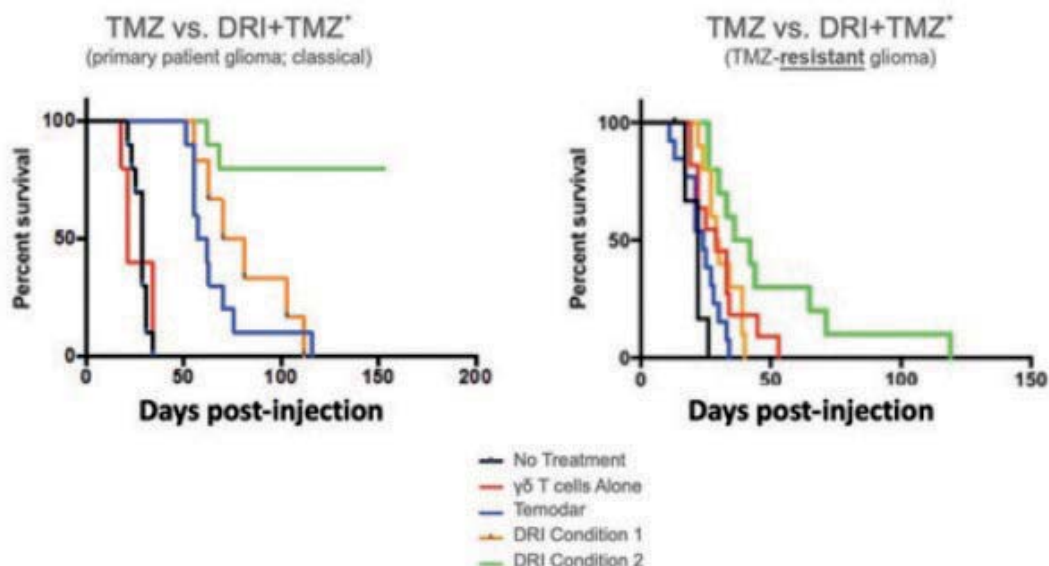 TMZ vs. DRI+TMZ*
(primary patient glioma; classical)
100
50
0
Percent survival
0 50 100 150 200
Days post-injection
TMZ vs. DRI+TMZ*
(TMZ-resistant glioma)
100
50
0
Percent survival
0 50 100 150
Days post-injection
No Treatment
γδ T cells Alone
Temodar
DRI Condition 1
DRI Condition 2